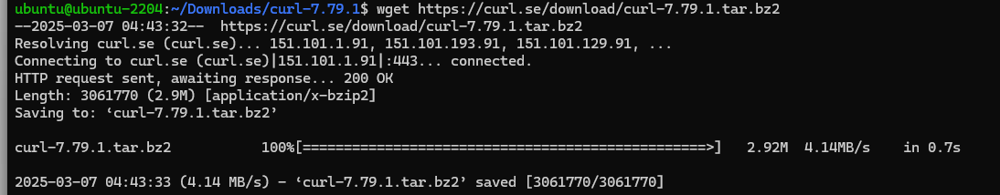 ubuntu@ubuntu-2204:~/Downloads/curl-7.79.1$ wget https://curl.se/download/curl-7.79.1.tar.bz2
--2025-03-07 04:43:32--  https://curl.se/download/curl-7.79.1.tar.bz2
Resolving curl.se (curl.se)... 151.101.1.91, 151.101.193.91, 151.101.129.91, ...
Connecting to curl.se (curl.se)|151.101.1.91|:443... connected.
HTTP request sent, awaiting response... 200 OK
Length: 3061770 (2.9M) [application/x-bzip2]
Saving to: ‘curl-7.79.1.tar.bz2’
curl-7.79.1.tar.bz2           100%[=================================================>]   2.92M  4.14MB/s    in 0.7s
2025-03-07 04:43:33 (4.14 MB/s) - ‘curl-7.79.1.tar.bz2’ saved [3061770/3061770]